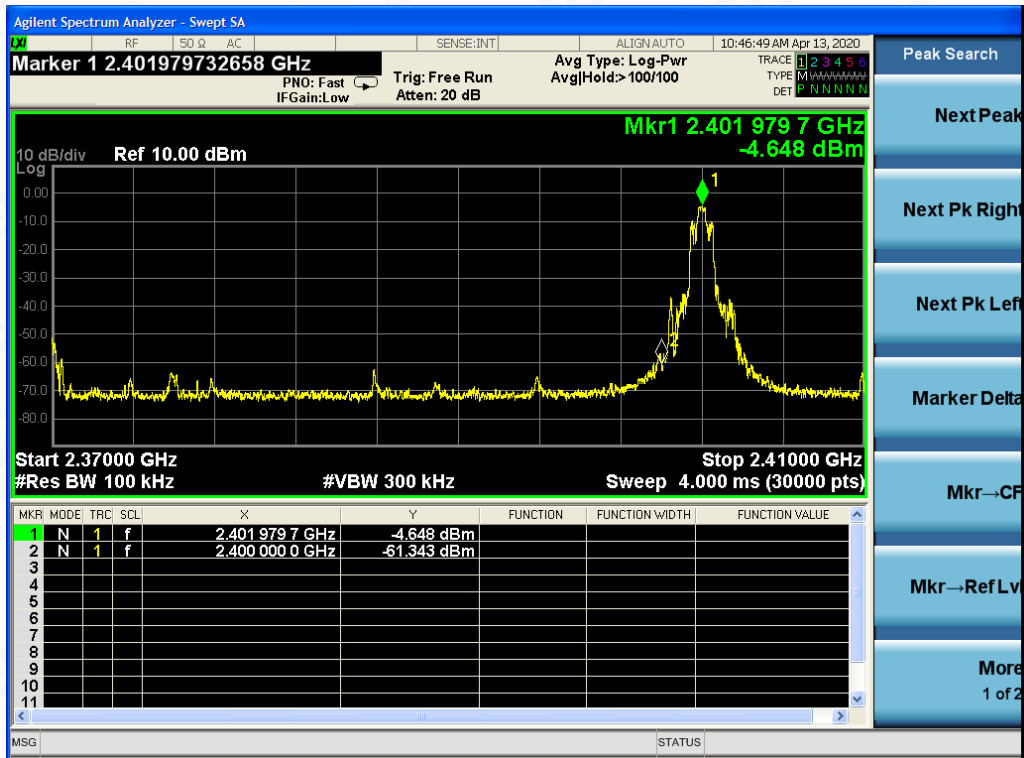 Agilent Spectrum Analyzer - Swept SA
LXI RF 50 Ω AC SENSE:INT ALIGN AUTO 10:46:49 AM Apr 13, 2020
Marker 1 2.401979732658 GHz
PNO: Fast
IFGain:Low
Trig: Free Run
Atten: 20 dB
Avg Type: Log-Pwr
Avg|Hold:>100/100
TRACE 1 2 3 4 5 6
TYPE M WWWWW
DET P N N N N N
Mkr1 2.401 979 7 GHz
-4.648 dBm
10 dB/div Ref 10.00 dBm
Log
1
0.00
-10.0
-20.0
-30.0
-40.0
-50.0
-60.0
-70.0
-80.0
Start 2.37000 GHz Stop 2.41000 GHz
#Res BW 100 kHz #VBW 300 kHz Sweep 4.000 ms (30000 pts)
MKR MODE TRC SCL X Y FUNCTION FUNCTION WIDTH FUNCTION VALUE
1 N 1 f 2.401 979 7 GHz -4.648 dBm
2 N 1 f 2.400 000 0 GHz -61.343 dBm
3
4
5
6
7
8
9
10
11
MSG STATUS
Peak Search
Next Peak
Next Pk Right
Next Pk Left
Marker Delta
Mkr→CF
Mkr→Ref Lvl
More
1 of 2